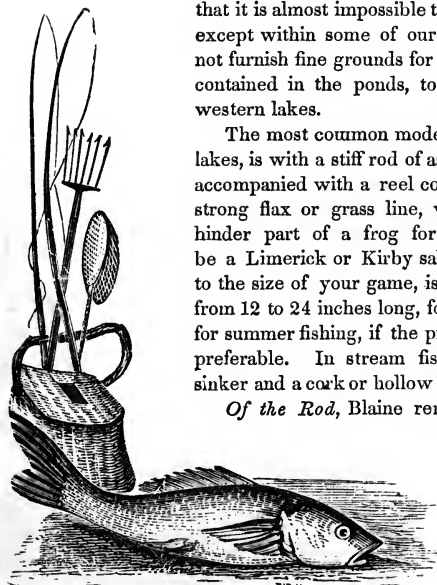 that it is almost impossible t
except within some of our
not furnish fine grounds for
contained in the ponds, to
western lakes.
The most common mode
lakes, is with a stiff rod of a
accompanied with a reel co
strong flax or grass line,
hinder part of a frog for
be a Limerick or Kirby sal
to the size of your game, is
from 12 to 24 inches long, fo
for summer fishing, if the p
preferable. In stream fis
sinker and a cork or hollow
Of the Rod, Blaine re